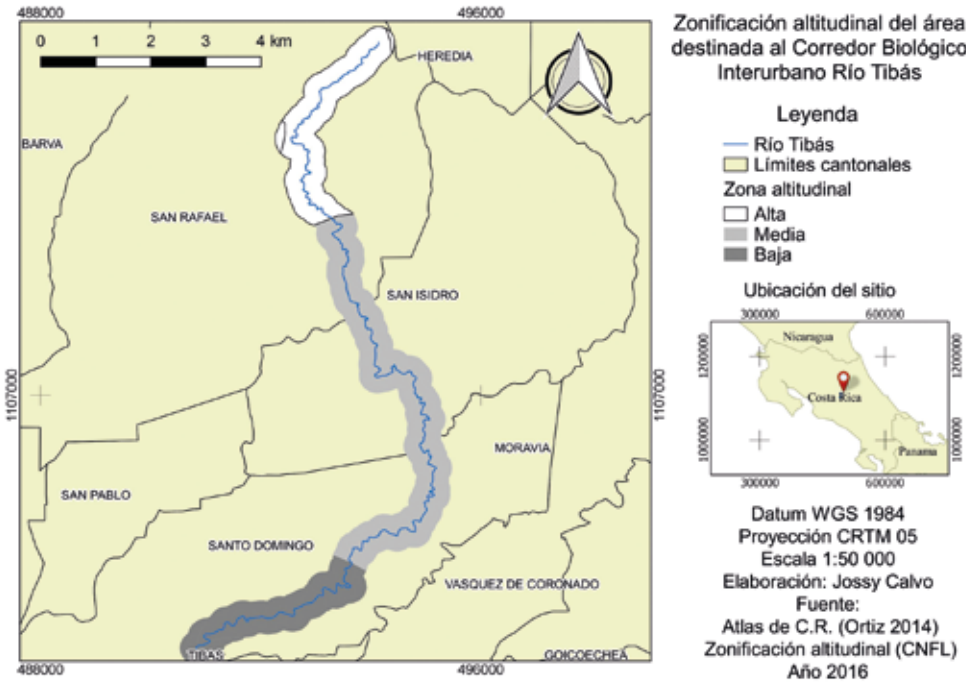 488000
496000
0 1 2 3 4 km
HEREDIA
BARVA
SAN RAFAEL
SAN ISIDRO
1107000
1107000
MORAVIA
SAN PABLO
SANTO DOMINGO
VASQUEZ DE CORONADO
TIBAS
GOICOECHEA
488000
496000
Zonificación altitudinal del área
destinada al Corredor Biológico
Interurbano Río Tibás
Leyenda
Río Tibás
Límites cantonales
Zona altitudinal
Alta
Media
Baja
Ubicación del sitio
300000
600000
Nicaragua
1200000
1200000
Costa Rica
1000000
1000000
Panama
300000
600000
Datum WGS 1984
Proyección CRTM 05
Escala 1:50 000
Elaboración: Jossy Calvo
Fuente:
Atlas de C.R. (Ortiz 2014)
Zonificación altitudinal (CNFL)
Año 2016